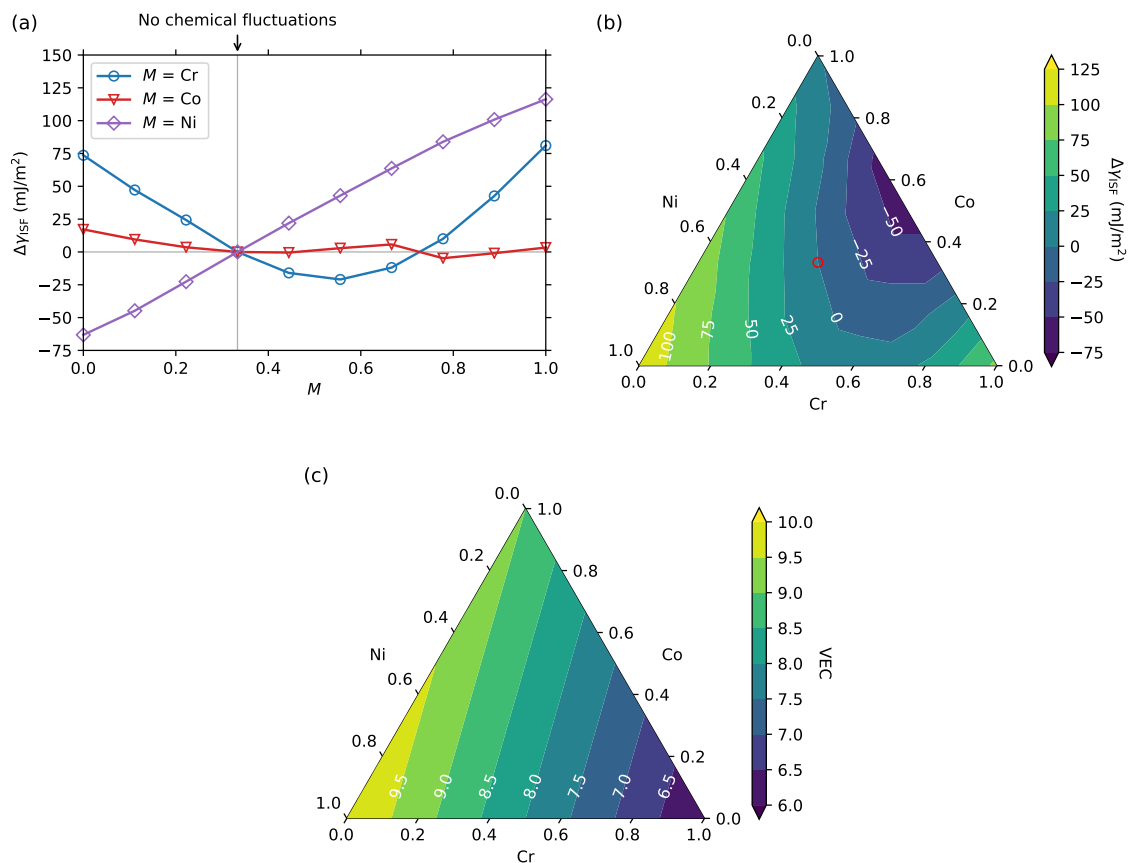 (a)
No chemical fluctuations
150
125
100
75
50
25
0
−25
−50
−75
ΔγISF (mJ/m²)
M = Cr
M = Co
M = Ni
0.0 0.2 0.4 0.6 0.8 1.0
M
(b)
0.0
0.2
0.4
0.6
0.8
1.0
Ni
1.0
0.8
0.6
0.4
0.2
0.0
Co
0.0 0.2 0.4 0.6 0.8 1.0
Cr
100 75 50 25 0 −25 −50
125
100
75
50
25
0
−25
−50
−75
ΔγISF (mJ/m²)
(c)
0.0
0.2
0.4
0.6
0.8
1.0
Ni
1.0
0.8
0.6
0.4
0.2
0.0
Co
9.5 9.0 8.5 8.0 7.5 7.0 6.5
0.0 0.2 0.4 0.6 0.8 1.0
Cr
10.0
9.5
9.0
8.5
8.0
7.5
7.0
6.5
6.0
VEC